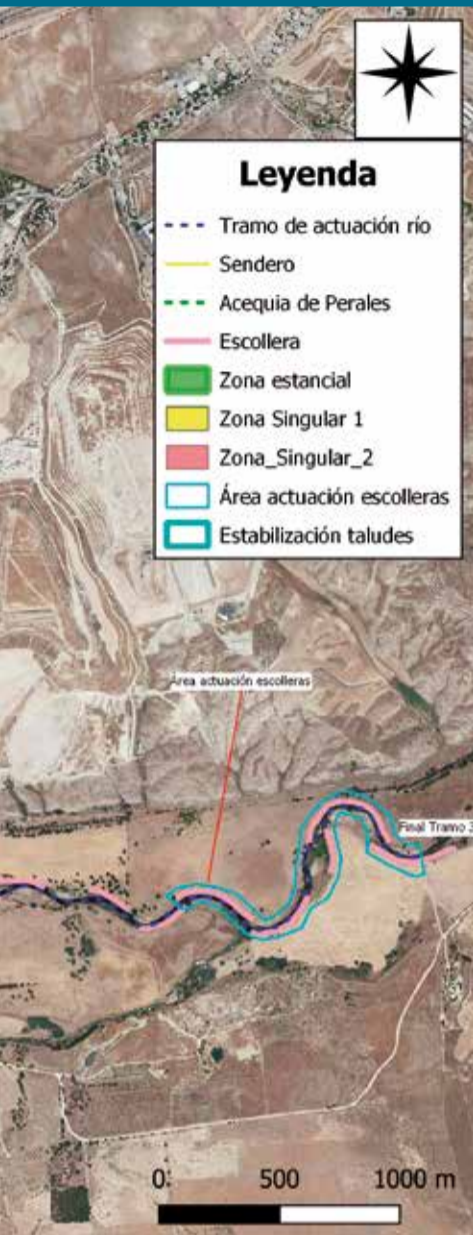 Leyenda
Tramo de actuación río
Sendero
Acequia de Perales
Escollera
Zona estancial
Zona Singular 1
Zona_Singular_2
Área actuación escolleras
Estabilización taludes
Área actuación escolleras
Final Tramo 3
0 500 1000 m